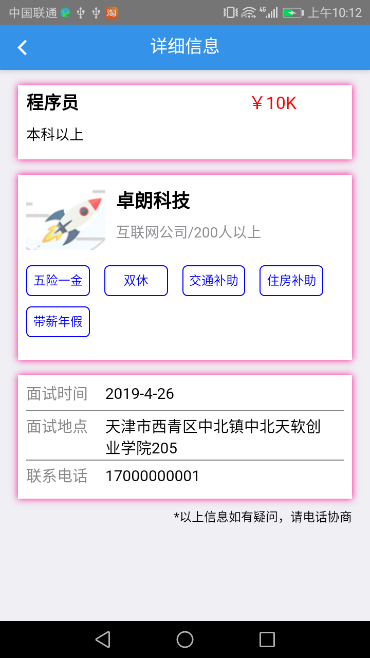 中国联通 淘 4G 上午10:12
详细信息
程序员 ￥10K
本科以上
卓朗科技
互联网公司/200人以上
五险一金 双休 交通补助 住房补助
带薪年假
面试时间 2019-4-26
面试地点 天津市西青区中北镇中北天软创
业学院205
联系电话 17000000001
*以上信息如有疑问，请电话协商